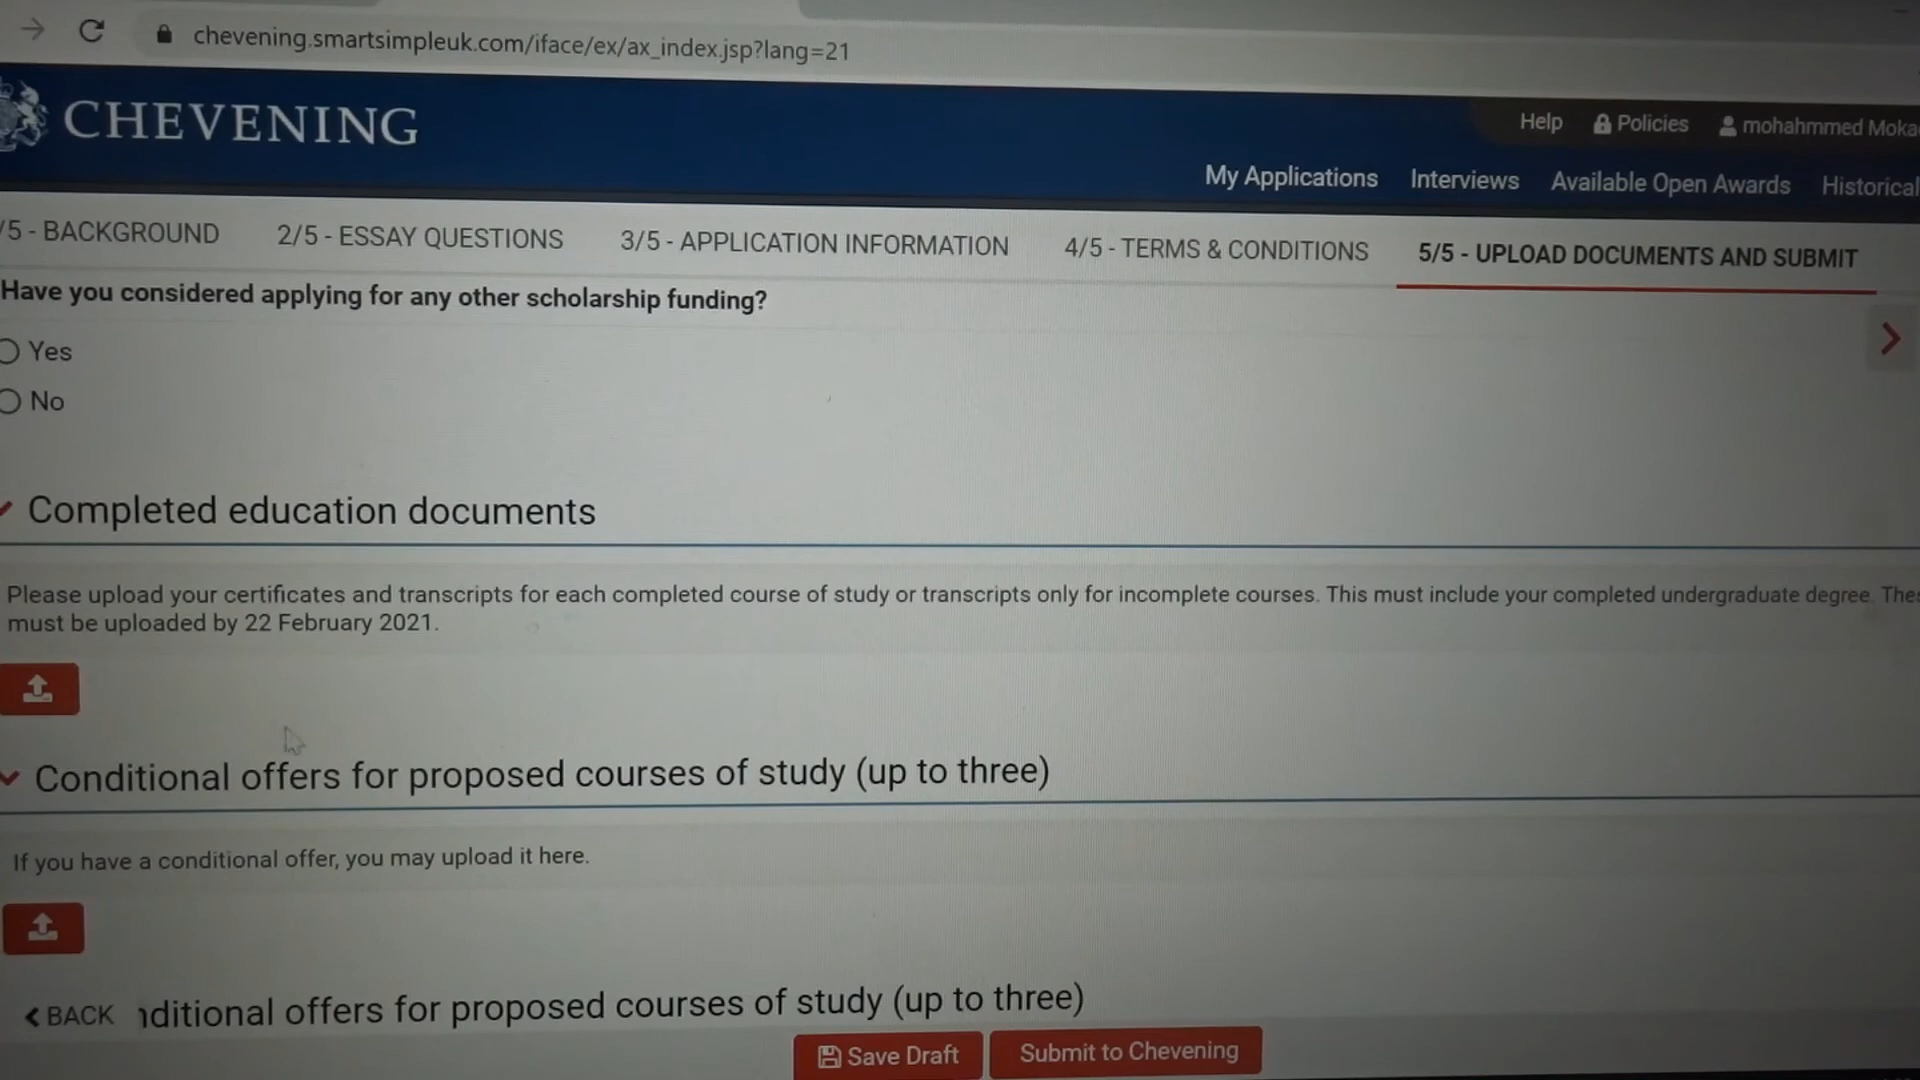 chevening.smartsimpleuk.com/iface/ex/ax_index.jsp?lang=21
CHEVENING
Help Policies mohahmmed Moka
My Applications Interviews Available Open Awards Historical
/5 - BACKGROUND 2/5 - ESSAY QUESTIONS 3/5 - APPLICATION INFORMATION 4/5 - TERMS & CONDITIONS 5/5 - UPLOAD DOCUMENTS AND SUBMIT
Have you considered applying for any other scholarship funding?
Yes
No
Completed education documents
Please upload your certificates and transcripts for each completed course of study or transcripts only for incomplete courses. This must include your completed undergraduate degree. Thes
must be uploaded by 22 February 2021.
Conditional offers for proposed courses of study (up to three)
If you have a conditional offer, you may upload it here.
BACK nditional offers for proposed courses of study (up to three)
Save Draft Submit to Chevening